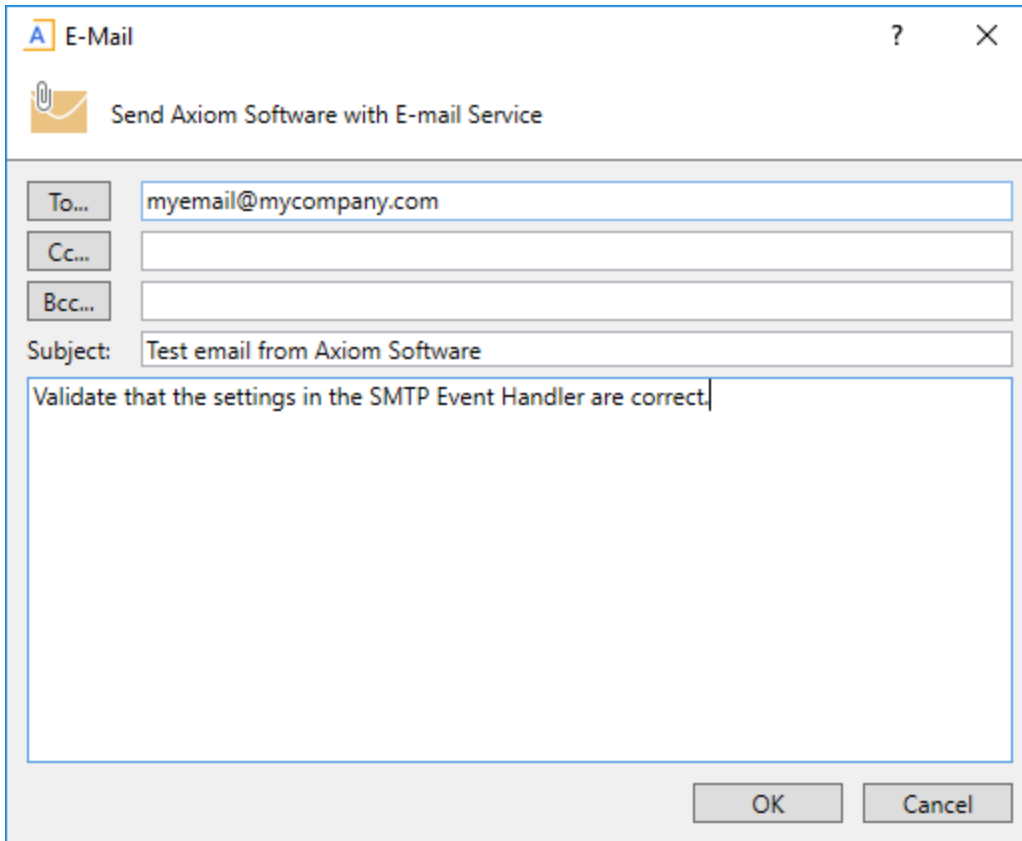 A E-Mail ?
Send Axiom Software with E-mail Service
To... myemail@mycompany.com
Cc...
Bcc...
Subject: Test email from Axiom Software
Validate that the settings in the SMTP Event Handler are correct.
OK Cancel